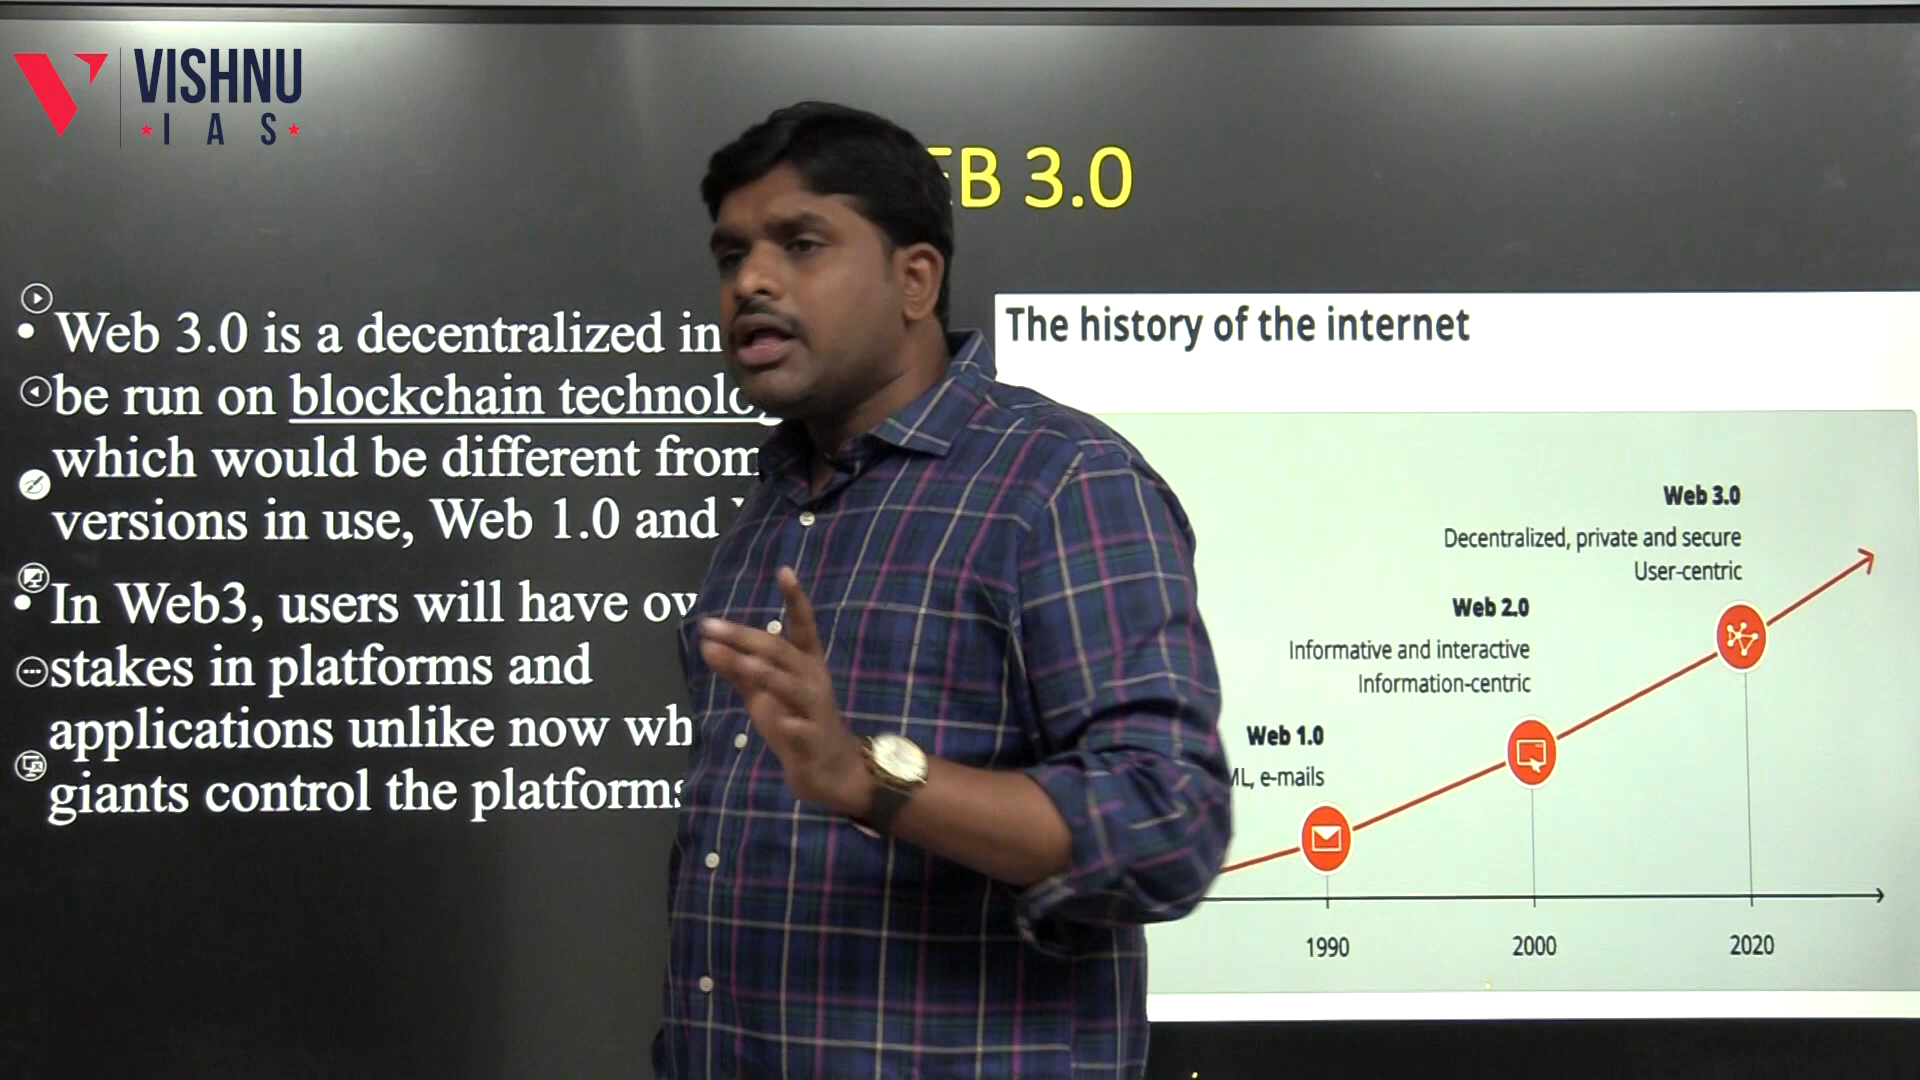 VISHNU
IAS
EB 3.0
• Web 3.0 is a decentralized in
be run on blockchain
which would be different from
versions in use, Web 1.0 and
• In Web3, users will have
stakes in platforms and
applications unlike now
giants control the platforms
The history of the internet
Web 3.0
Decentralized, private and secure
User-centric
Web 2.0
Informative and interactive
Information-centric
Web 1.0
ML, e-mails
1990
2000
2020